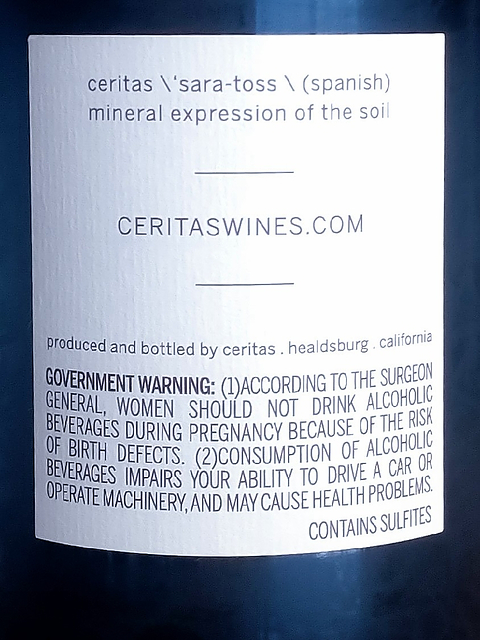 ceritas \'sara-toss \ (spanish)
mineral expression of the soil
CERITASWINES.COM
produced and bottled by ceritas . healdsburg . california
GOVERNMENT WARNING: (1)ACCORDING TO THE SURGEON
GENERAL, WOMEN SHOULD NOT DRINK ALCOHOLIC
BEVERAGES DURING PREGNANCY BECAUSE OF THE RISK
OF BIRTH DEFECTS. (2)CONSUMPTION OF ALCOHOLIC
BEVERAGES IMPAIRS YOUR ABILITY TO DRIVE A CAR OR
OPERATE MACHINERY, AND MAY CAUSE HEALTH PROBLEMS.
CONTAINS SULFITES